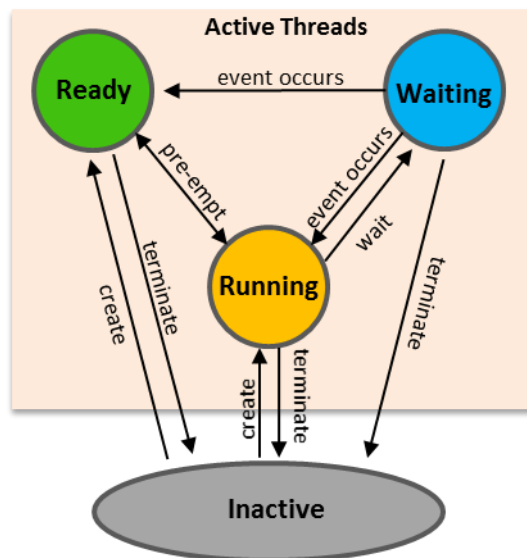 Active Threads
Ready
event occurs
Waiting
pre-empt
event occurs
wait
Running
create
terminate
create
terminate
terminate
Inactive